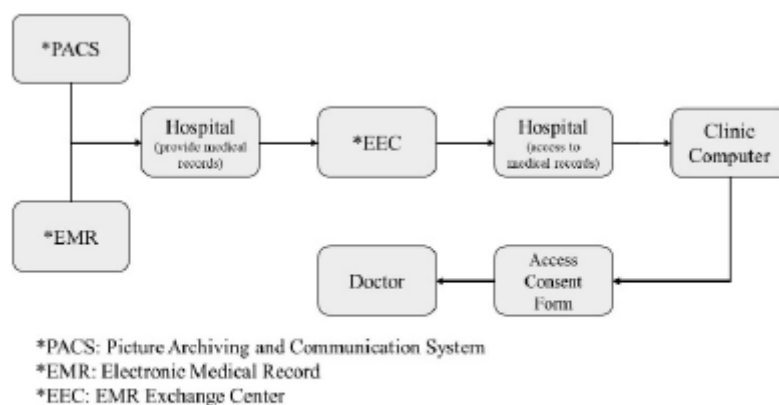 *PACS
Hospital
(provide medical
records)
*EEC
Hospital
(access to
medical records)
Clinic
Computer
*EMR
Doctor
Access
Consent
Form
*PACS: Picture Archiving and Communication System
*EMR: Electronic Medical Record
*EEC: EMR Exchange Center